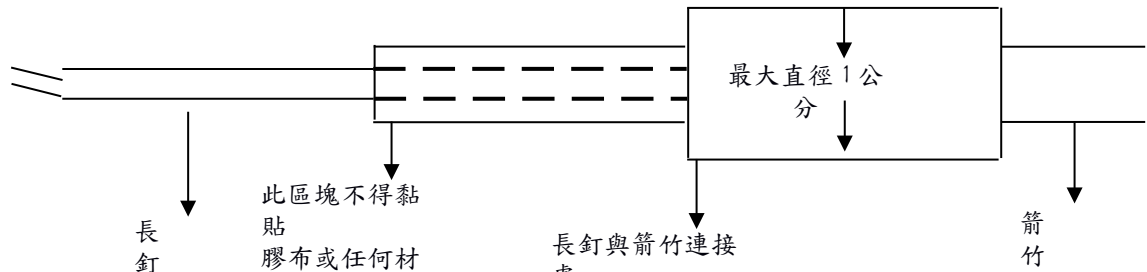 最大直徑1公
分
此區塊不得黏
貼
膠布或任何材
長
釘
長釘與箭竹連接
處
箭
竹